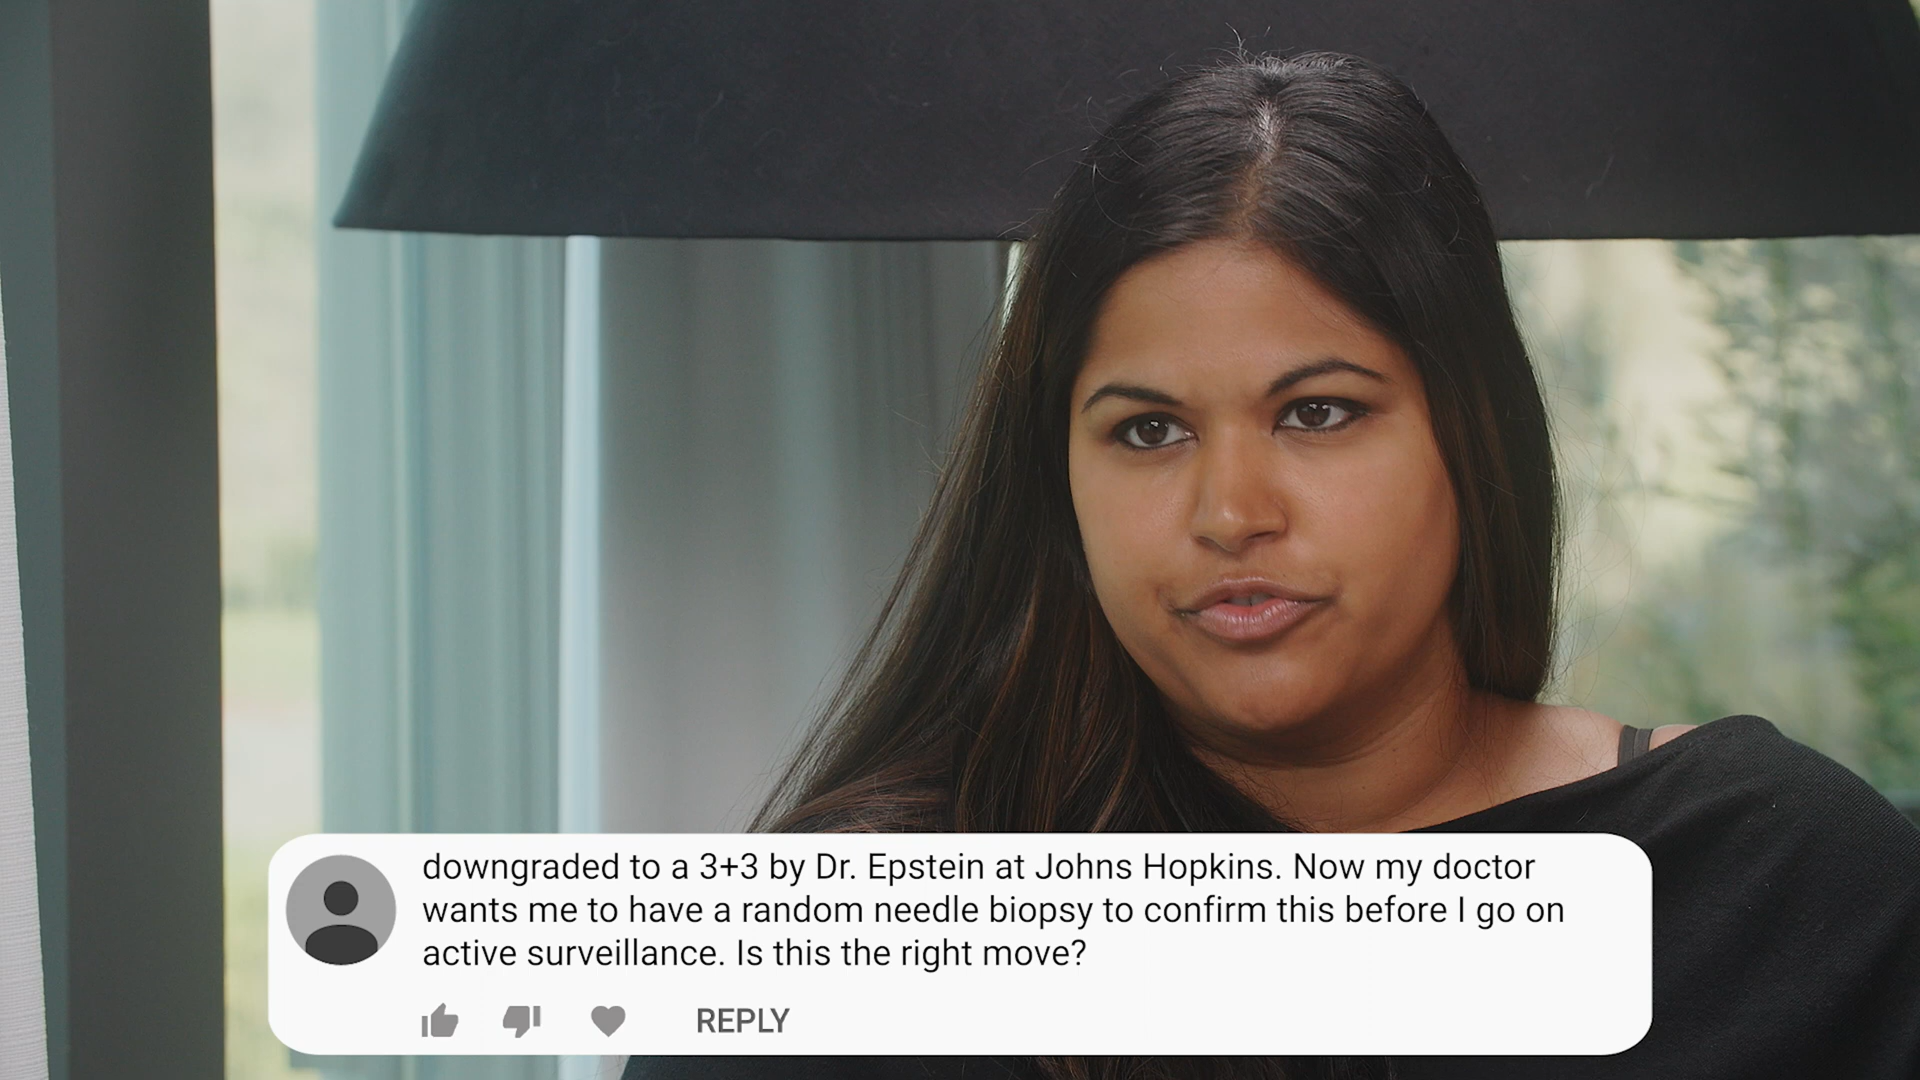 downgraded to a 3+3 by Dr. Epstein at Johns Hopkins. Now my doctor
wants me to have a random needle biopsy to confirm this before I go on
active surveillance. Is this the right move?
REPLY